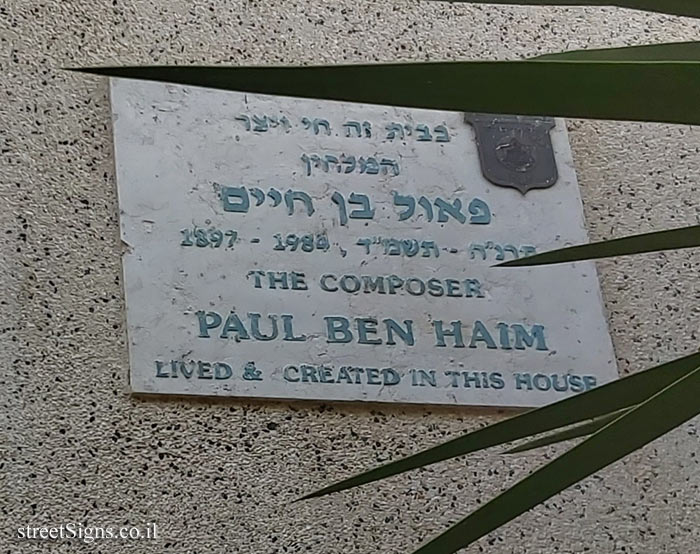 בבית זה חי ויצר
המלחין
פאול בן חיים
תרנ"ה - תשמ"ד , 1984 - 1897
THE COMPOSER
PAUL BEN HAIM
LIVED & CREATED IN THIS HOUSE
streetSigns.co.il